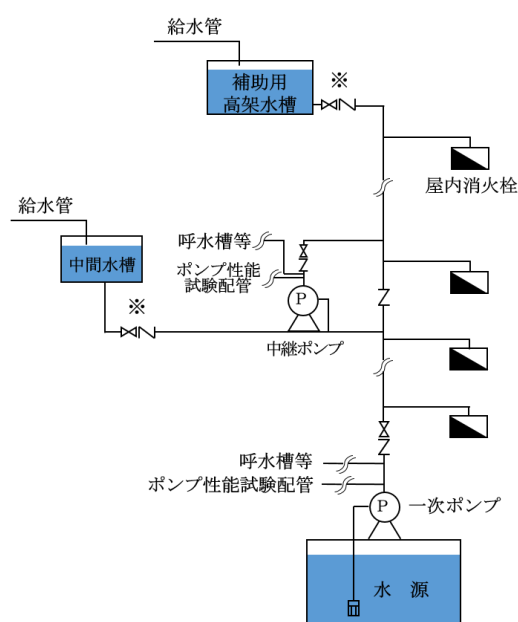 給水管
補助用
高架水槽
※
屋内消火栓
給水管
中間水槽
※
呼水槽等
ポンプ性能
試験配管
P
中継ポンプ
呼水槽等
ポンプ性能試験配管
P
一次ポンプ
水　源